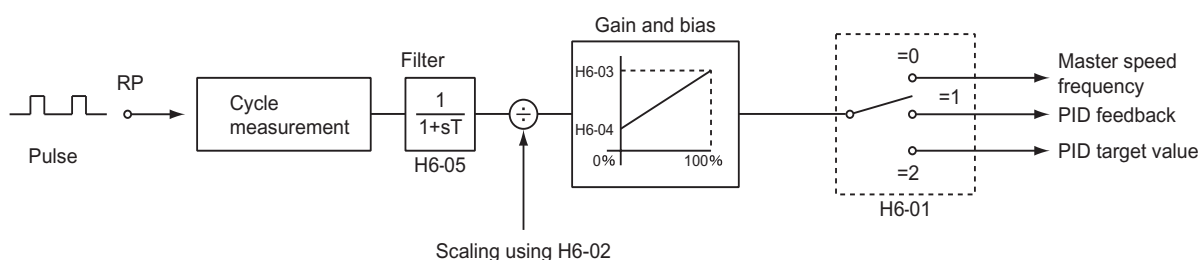 Pulse
RP
Cycle
measurement
Filter
1
1+sT
H6-05
÷
Scaling using H6-02
Gain and bias
H6-03
H6-04
0%
100%
=0
=1
=2
H6-01
Master speed
frequency
PID feedback
PID target value